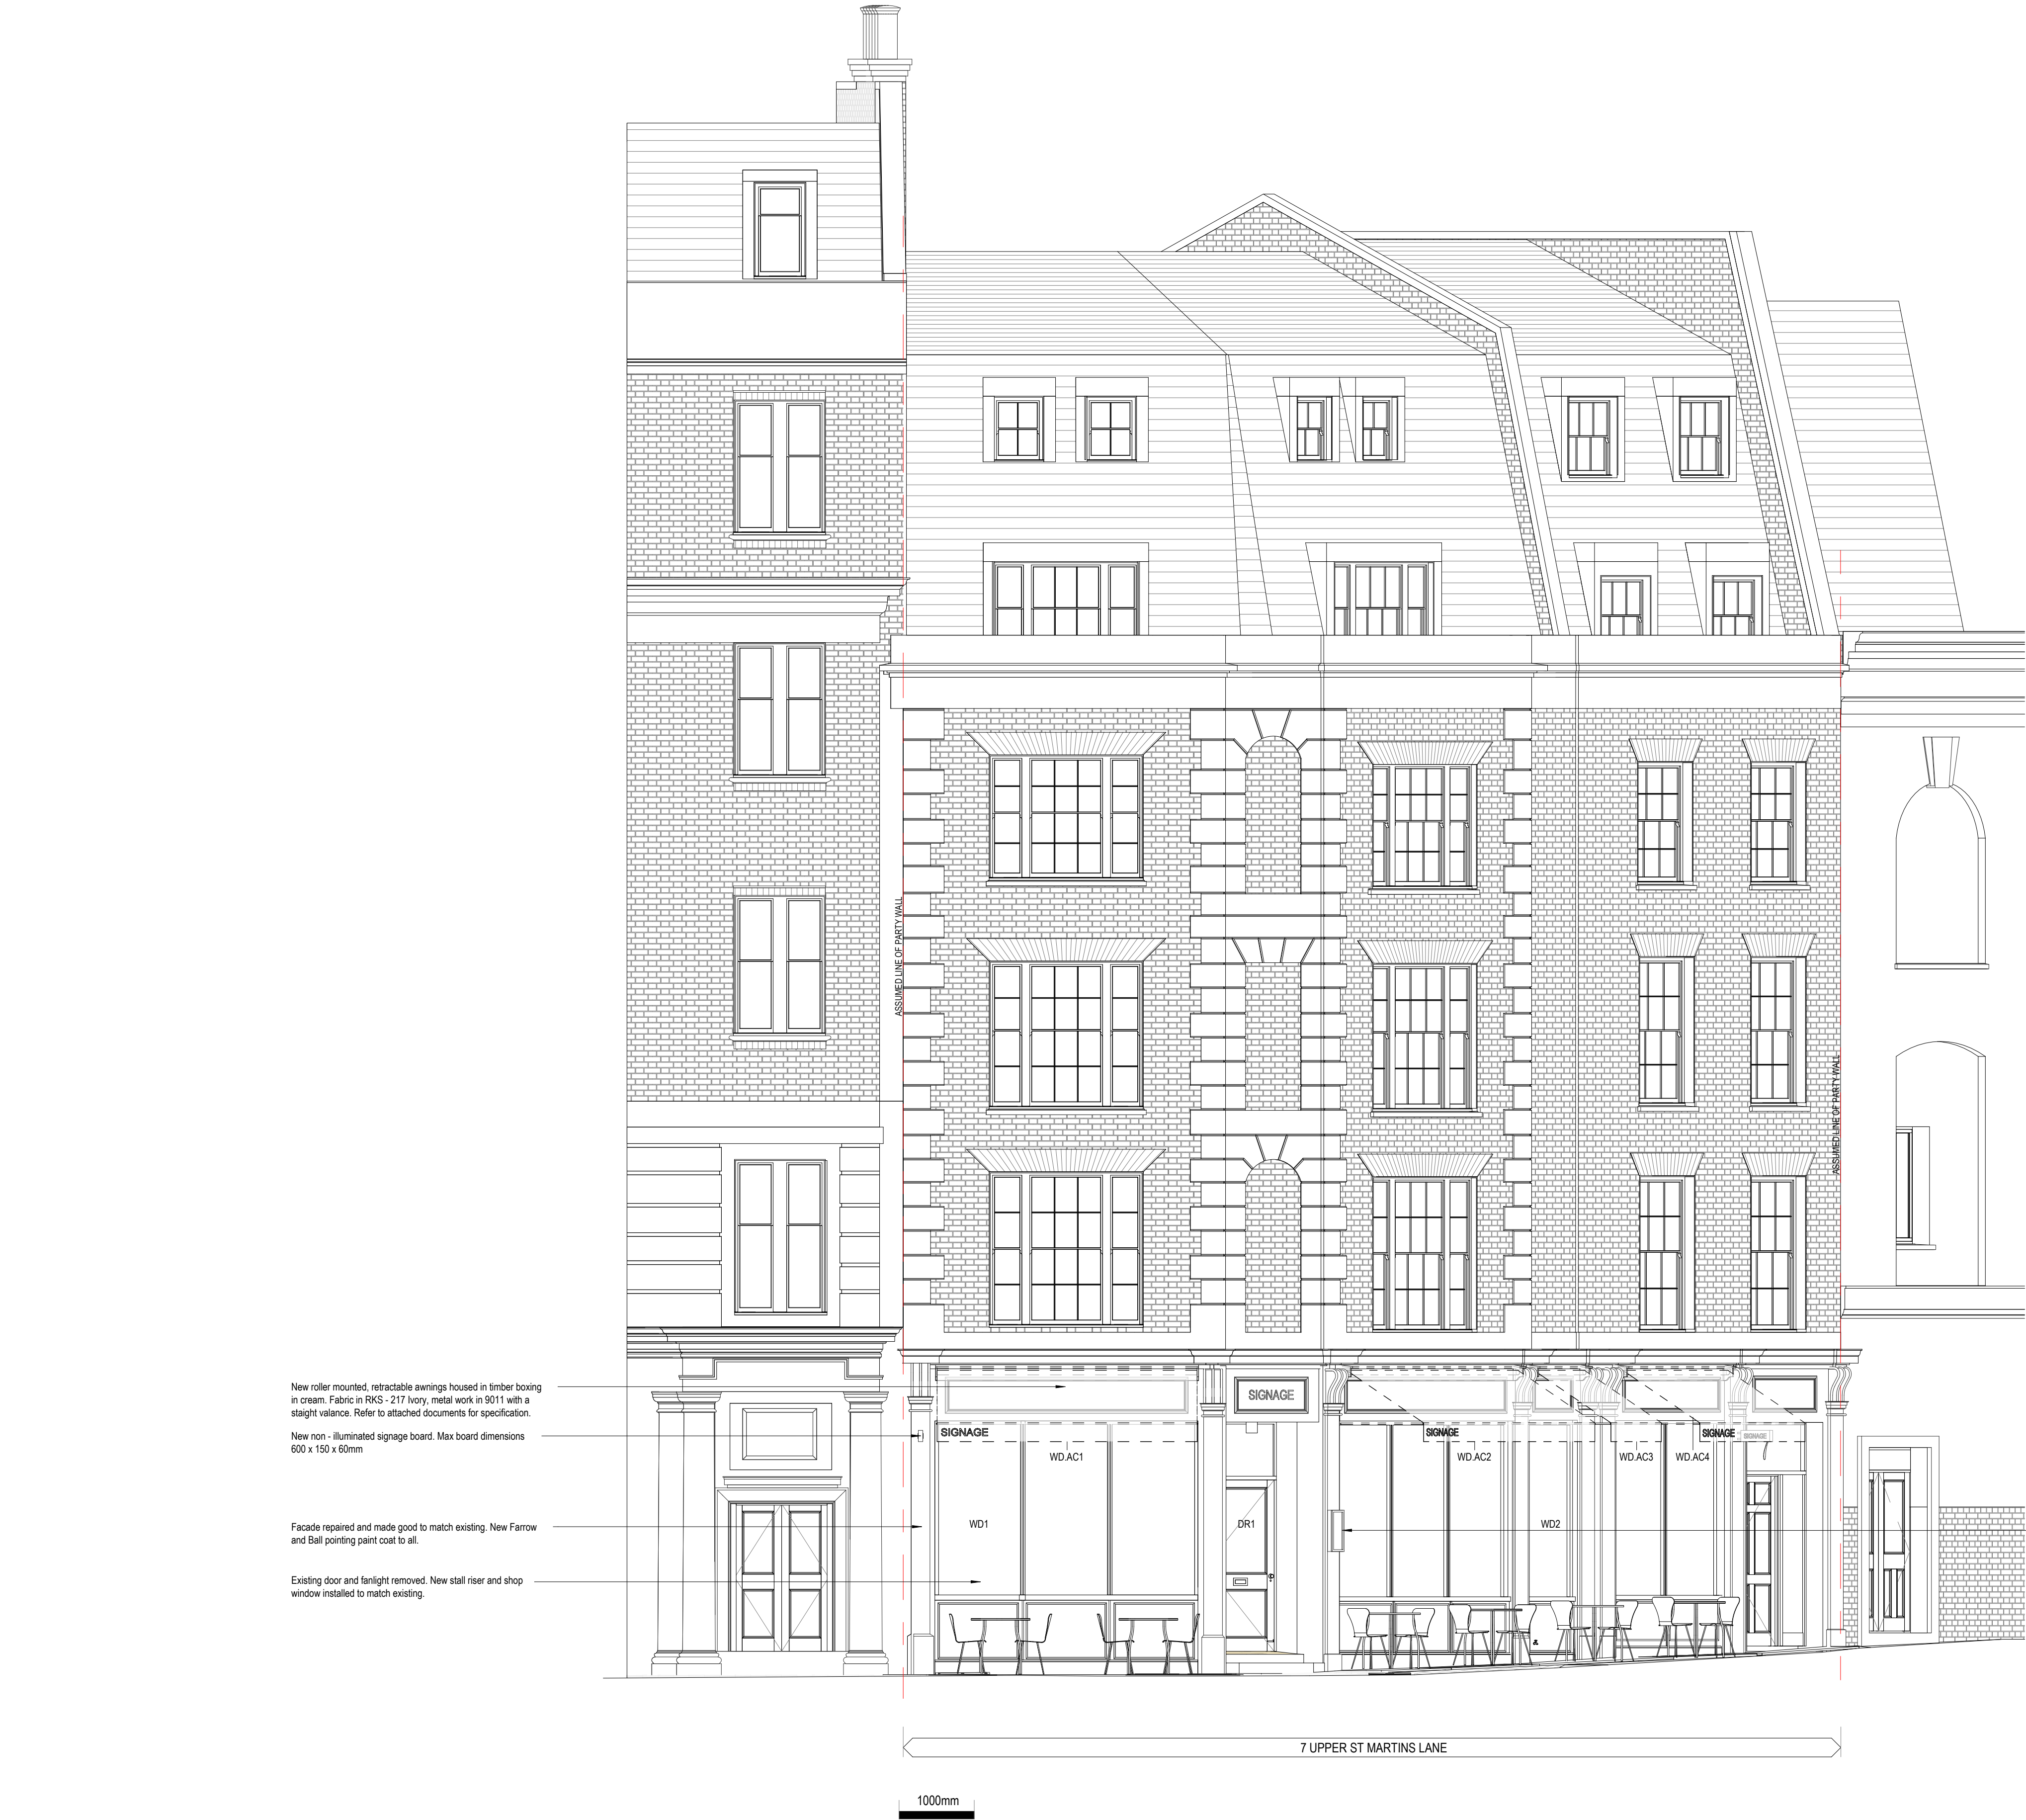 ASSUMED LINE OF PARTY WALL
ASSUMED LINE OF PARTY WALL
New roller mounted, retractable awnings housed in timber boxing
in cream. Fabric in RKS - 217 Ivory, metal work in 9011 with a
staight valance. Refer to attached documents for specification.
New non - illuminated signage board. Max board dimensions
600 x 150 x 60mm
Facade repaired and made good to match existing. New Farrow
and Ball pointing paint coat to all.
Existing door and fanlight removed. New stall riser and shop
window installed to match existing.
SIGNAGE
SIGNAGE
SIGNAGE
SIGNAGE
SIGNAGE
WD.AC1
WD.AC2
WD.AC3
WD.AC4
WD1
DR1
WD2
7 UPPER ST MARTINS LANE
1000mm